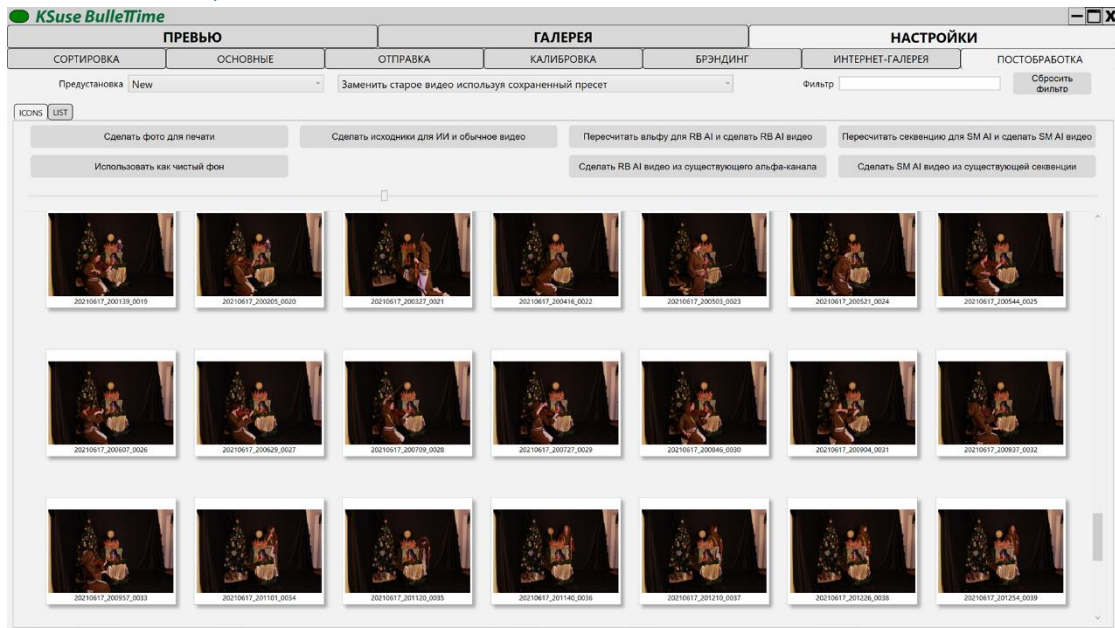 KSuse BulleTime
ПРЕВЬЮ ГАЛЕРЕЯ НАСТРОЙКИ
СОРТИРОВКА ОСНОВНЫЕ ОТПРАВКА КАЛИБРОВКА БРЭНДИНГ ИНТЕРНЕТ-ГАЛЕРЕЯ ПОСТОБРАБОТКА
Предустановка New Заменить старое видео используя сохраненный пресет Фильтр Сбросить
фильтр
ICONS LIST
Сделать фото для печати Сделать исходники для ИИ и обычное видео Пересчитать альфу для RB AI и сделать RB AI видео Пересчитать секвенцию для SM AI и сделать SM AI видео
Использовать как чистый фон Сделать RB AI видео из существующего альфа-канала Сделать SM AI видео из существующей секвенции
20210617_200139_0019 20210617_200205_0020 20210617_200327_0021 20210617_200416_0022 20210617_200503_0023 20210617_200521_0024 20210617_200544_0025
20210617_200607_0026 20210617_200629_0027 20210617_200709_0028 20210617_200727_0029 20210617_200846_0030 20210617_200904_0031 20210617_200937_0032
20210617_200957_0033 20210617_201101_0034 20210617_201120_0035 20210617_201140_0036 20210617_201210_0037 20210617_201226_0038 20210617_201254_0039